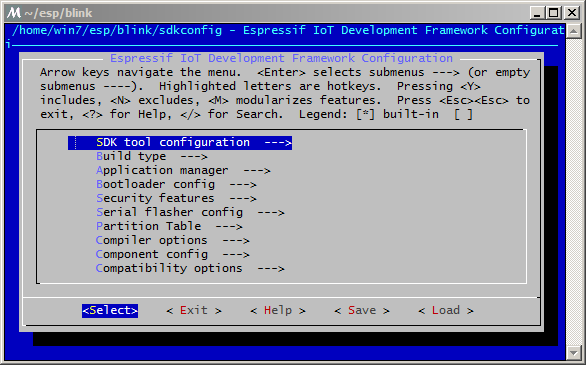 ~/esp/blink
/home/win7/esp/blink/sdkconfig - Espressif IoT Development Framework Configurat
i
Espressif IoT Development Framework Configuration
Arrow keys navigate the menu.  <Enter> selects submenus ---> (or empty
submenus ----).  Highlighted letters are hotkeys.  Pressing <Y>
includes, <N> excludes, <M> modularizes features.  Press <Esc><Esc> to
exit, <?> for Help, </> for Search.  Legend: [*] built-in  [ ]
SDK tool configuration  --->
Build type  --->
Application manager  --->
Bootloader config  --->
Security features  --->
Serial flasher config  --->
Partition Table  --->
Compiler options  --->
Component config  --->
Compatibility options  --->
<Select>    < Exit >    < Help >    < Save >    < Load >